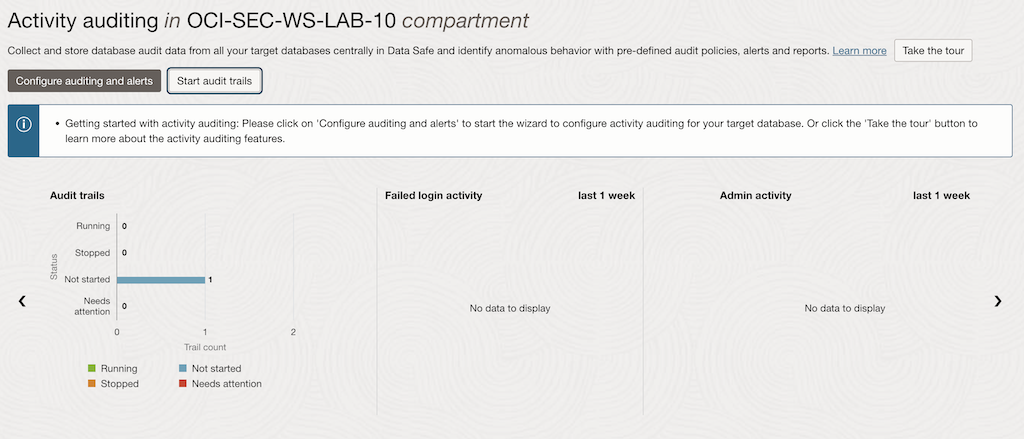 Activity auditing in OCI-SEC-WS-LAB-10 compartment
Collect and store database audit data from all your target databases centrally in Data Safe and identify anomalous behavior with pre-defined audit policies, alerts and reports. Learn more Take the tour
Configure auditing and alerts Start audit trails
• Getting started with activity auditing: Please click on 'Configure auditing and alerts' to start the wizard to configure activity auditing for your target database. Or click the 'Take the tour' button to
learn more about the activity auditing features.
Audit trails
Status
Running 0
Stopped 0
Not started 1
Needs
attention 0
0 1 2
Trail count
Running Not started
Stopped Needs attention
Failed login activity last 1 week
No data to display
Admin activity last 1 week
No data to display